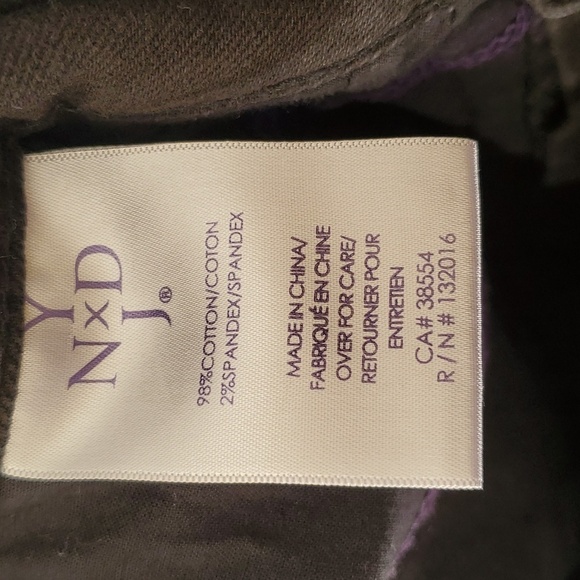 Y
N×D
J®
98%COTTON/COTON
2%SPANDEX/SPANDEX
MADE IN CHINA/
FABRIQUÉ EN CHINE
OVER FOR CARE/
RETOURNER POUR
ENTRETIEN
CA# 38554
R / N # 132016